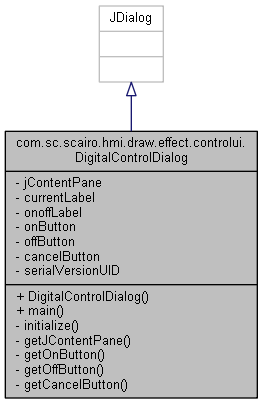 JDialog
com.sc.scairo.hmi.draw.effect.controlui.
DigitalControlDialog
- jContentPane
- currentLabel
- onoffLabel
- onButton
- offButton
- cancelButton
- serialVersionUID
+ DigitalControlDialog()
+ main()
- initialize()
- getJContentPane()
- getOnButton()
- getOffButton()
- getCancelButton()